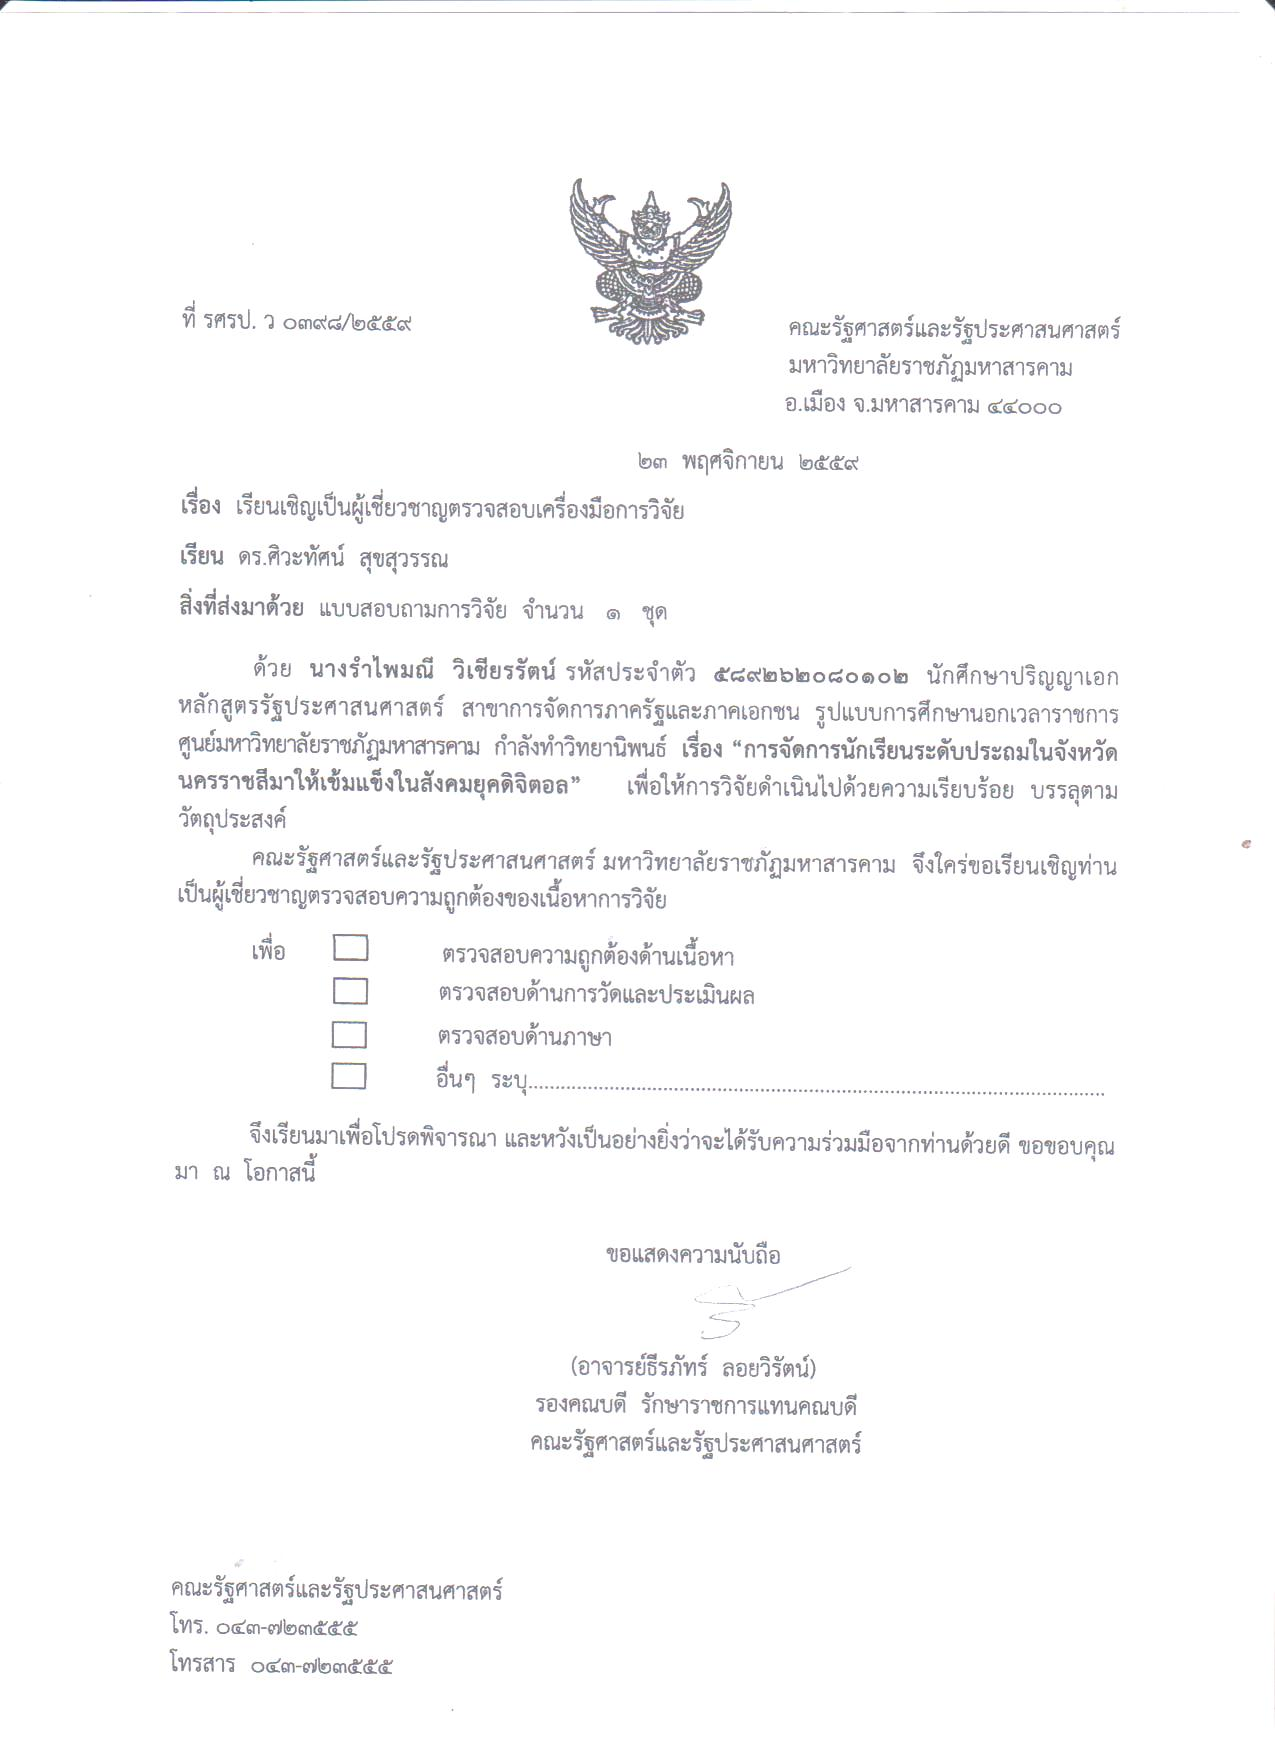 ที่ รศรป. ว ๐๓๙๘/๒๕๕๙
คณะรัฐศาสตร์และรัฐประศาสนศาสตร์
มหาวิทยาลัยราชภัฏมหาสารคาม
อ.เมือง จ.มหาสารคาม ๔๔๐๐๐
๒๓ พฤศจิกายน ๒๕๕๙
เรื่อง เรียนเชิญเป็นผู้เชี่ยวชาญตรวจสอบเครื่องมือการวิจัย
เรียน ดร.ศิวะทัศน์ สุขสุวรรณ
สิ่งที่ส่งมาด้วย แบบสอบถามการวิจัย จำนวน ๑ ชุด
ด้วย นางรำไพมณี วิเชียรรัตน์ รหัสประจำตัว ๕๘๙๒๖๒๐๘๐๑๐๒ นักศึกษาปริญญาเอก
หลักสูตรรัฐประศาสนศาสตร์ สาขาการจัดการภาครัฐและภาคเอกชน รูปแบบการศึกษานอกเวลาราชการ
ศูนย์มหาวิทยาลัยราชภัฏมหาสารคาม กำลังทำวิทยานิพนธ์ เรื่อง “การจัดการนักเรียนระดับประถมในจังหวัด
นครราชสีมาให้เข้มแข็งในสังคมยุคดิจิตอล” เพื่อให้การวิจัยดำเนินไปด้วยความเรียบร้อย บรรลุตาม
วัตถุประสงค์
คณะรัฐศาสตร์และรัฐประศาสนศาสตร์ มหาวิทยาลัยราชภัฏมหาสารคาม จึงใคร่ขอเรียนเชิญท่าน
เป็นผู้เชี่ยวชาญตรวจสอบความถูกต้องของเนื้อหาการวิจัย
เพื่อ ตรวจสอบความถูกต้องด้านเนื้อหา
ตรวจสอบด้านการวัดและประเมินผล
ตรวจสอบด้านภาษา
อื่นๆ ระบุ..............................................................................................................
จึงเรียนมาเพื่อโปรดพิจารณา และหวังเป็นอย่างยิ่งว่าจะได้รับความร่วมมือจากท่านด้วยดี ขอขอบคุณ
มา ณ โอกาสนี้
ขอแสดงความนับถือ
(อาจารย์ธีรภัทร์ ลอยวิรัตน์)
รองคณบดี รักษาราชการแทนคณบดี
คณะรัฐศาสตร์และรัฐประศาสนศาสตร์
คณะรัฐศาสตร์และรัฐประศาสนศาสตร์
โทร. ๐๔๓-๗๒๓๕๕๕
โทรสาร ๐๔๓-๗๒๓๕๕๕